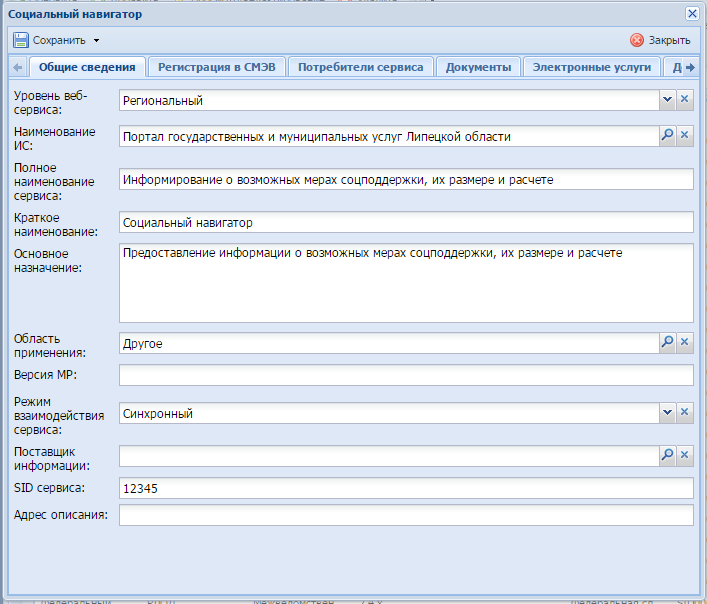 Социальный навигатор
Сохранить Закрыть
Общие сведения Регистрация в СМЭВ Потребители сервиса Документы Электронные услуги
Уровень веб-
сервиса:
Региональный
Наименование
ИС:
Портал государственных и муниципальных услуг Липецкой области
Полное
наименование
сервиса:
Информирование о возможных мерах соцподдержки, их размере и расчете
Краткое
наименование:
Социальный навигатор
Основное
назначение:
Предоставление информации о возможных мерах соцподдержки, их размере и расчете
Область
применения:
Другое
Версия МР:
Режим
взаимодействия
сервиса:
Синхронный
Поставщик
информации:
SID сервиса: 12345
Адрес описания: